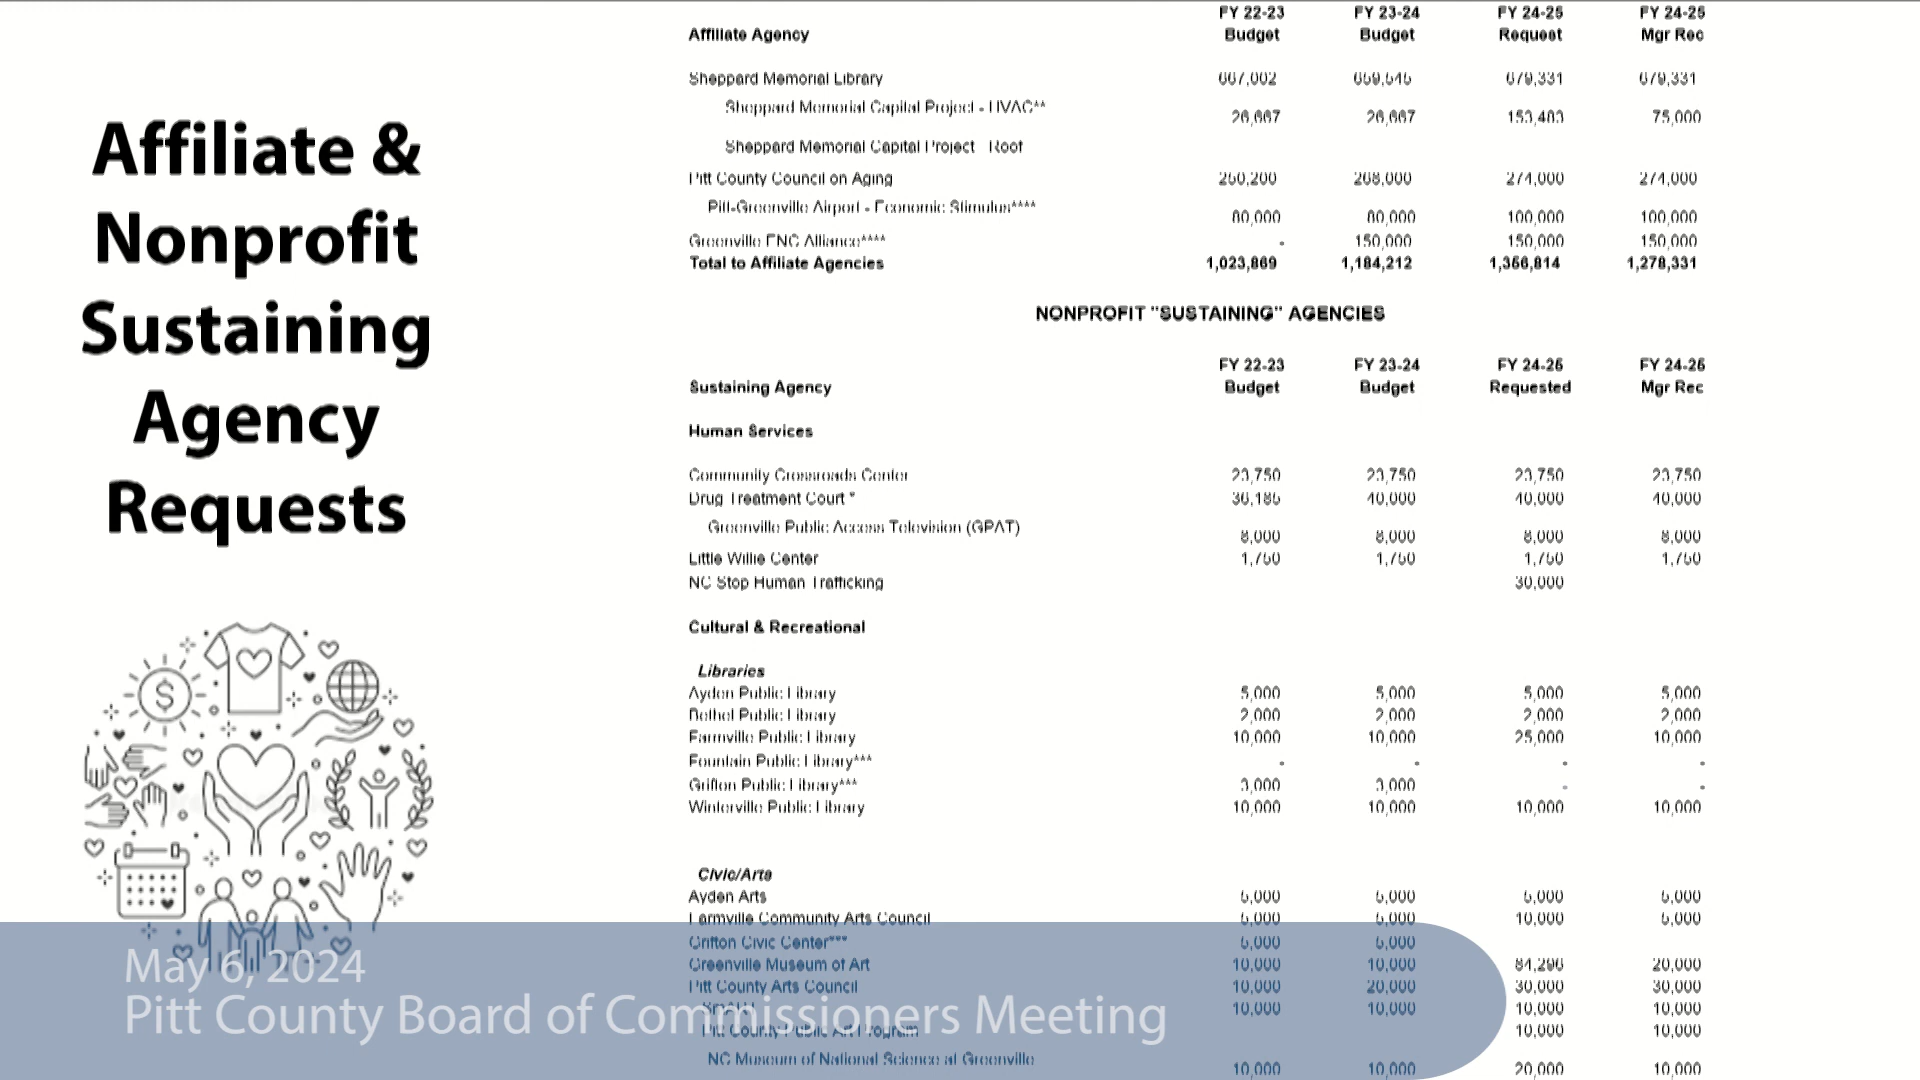 Affiliate &
Nonprofit
Sustaining
Agency
Requests
FY 22-23 FY 23-24 FY 24-25 FY 24-25
Affiliate Agency Budget Budget Request Mgr Rec
Sheppard Memorial Library 667,002 659,545 679,331 679,331
Sheppard Memorial Capital Project - HVAC** 26,667 26,667 153,483 75,000
Sheppard Memorial Capital Project Roof
Pitt County Council on Aging 250,200 268,000 274,000 274,000
Pitt-Greenville Airport - Economic Stimulus**** 80,000 80,000 100,000 100,000
Greenville ENC Alliance**** - 150,000 150,000 150,000
Total to Affiliate Agencies 1,023,869 1,184,212 1,356,814 1,278,331
NONPROFIT "SUSTAINING" AGENCIES
FY 22-23 FY 23-24 FY 24-25 FY 24-25
Sustaining Agency Budget Budget Requested Mgr Rec
Human Services
Community Crossroads Center 23,750 23,750 23,750 23,750
Drug Treatment Court * 40,000 40,000 40,000
Greenville Public Access Television (GPAT) 8,000 8,000 8,000 8,000
Little Willie Center 1,750 1,750 1,750 1,750
NC Stop Human Trafficking 30,000
Cultural & Recreational
Libraries
Ayden Public Library 5,000 5,000 5,000 5,000
Bethel Public Library 2,000 2,000 2,000 2,000
Farmville Public Library 10,000 10,000 25,000 10,000
Fountain Public Library*** - - - -
Grifton Public Library*** 3,000 3,000 - -
Winterville Public Library 10,000 10,000 10,000 10,000
Civic/Arts
Ayden Arts 5,000 5,000 5,000 5,000
Farmville Community Arts Council 5,000 5,000 10,000 5,000
Grifton Civic Center*** 5,000 5,000
Greenville Museum of Art 10,000 10,000 84,296 20,000
Pitt County Arts Council 10,000 20,000 30,000 30,000
10,000 10,000 10,000 10,000
Pitt County Public Art Program 10,000 10,000
NC Museum of National Science at Greenville 10,000 10,000 20,000 10,000
May 6, 2024
Pitt County Board of Commissioners Meeting